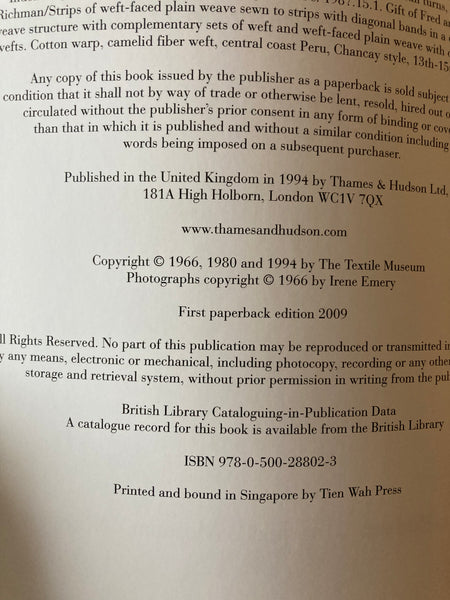 Richman/Strips of weft-faced plain weave sewn to strips with diagonal bands in a
weave structure with complementary sets of weft and weft-faced plain weave with
wefts. Cotton warp, camelid fiber weft, central coast Peru, Chancay style, 13th-15
Any copy of this book issued by the publisher as a paperback is sold subject
condition that it shall not by way of trade or otherwise be lent, resold, hired out o
circulated without the publisher's prior consent in any form of binding or cov
than that in which it is published and without a similar condition including
words being imposed on a subsequent purchaser.
Published in the United Kingdom in 1994 by Thames & Hudson Ltd,
181A High Holborn, London WC1V 7QX
www.thamesandhudson.com
Copyright © 1966, 1980 and 1994 by The Textile Museum
Photographs copyright © 1966 by Irene Emery
First paperback edition 2009
ll Rights Reserved. No part of this publication may be reproduced or transmitted i
y any means, electronic or mechanical, including photocopy, recording or any othe
storage and retrieval system, without prior permission in writing from the pub
British Library Cataloguing-in-Publication Data
A catalogue record for this book is available from the British Library
ISBN 978-0-500-28802-3
Printed and bound in Singapore by Tien Wah Press